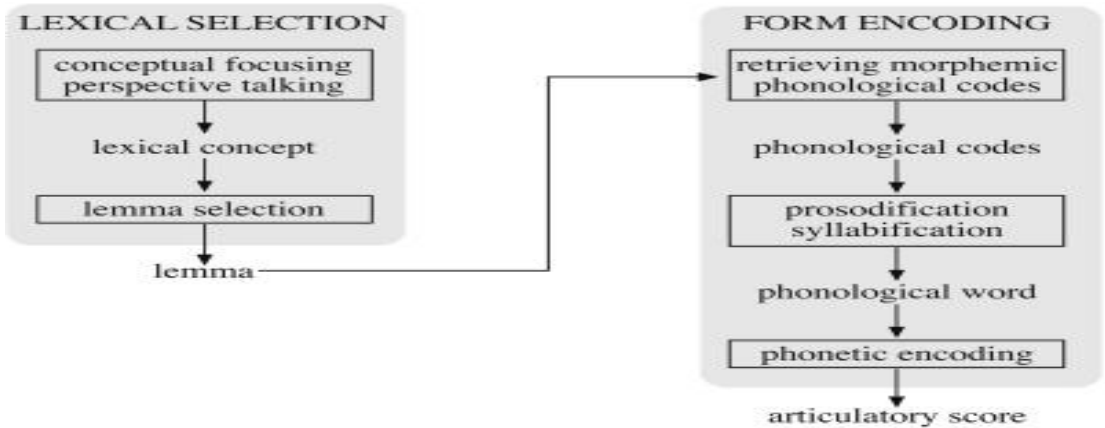 LEXICAL SELECTION
conceptual focusing
perspective talking
lexical concept
lemma selection
lemma
FORM ENCODING
retrieving morphemic
phonological codes
phonological codes
prosodification
syllabification
phonological word
phonetic encoding
articulatory score